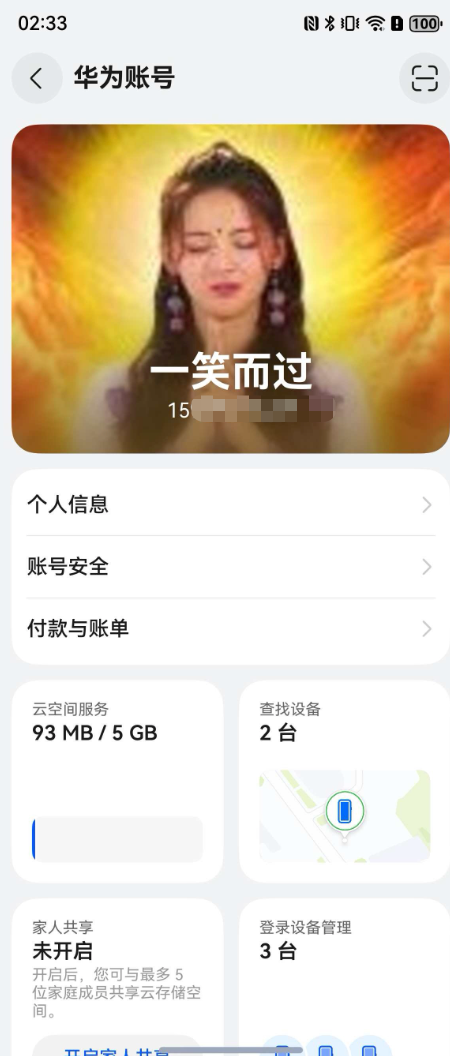 02:33
100
华为账号
一笑而过
15
个人信息
账号安全
付款与账单
云空间服务
93 MB / 5 GB
查找设备
2 台
家人共享
未开启
开启后，您可与最多 5
位家庭成员共享云存储空
间。
登录设备管理
3 台
开启家人共享